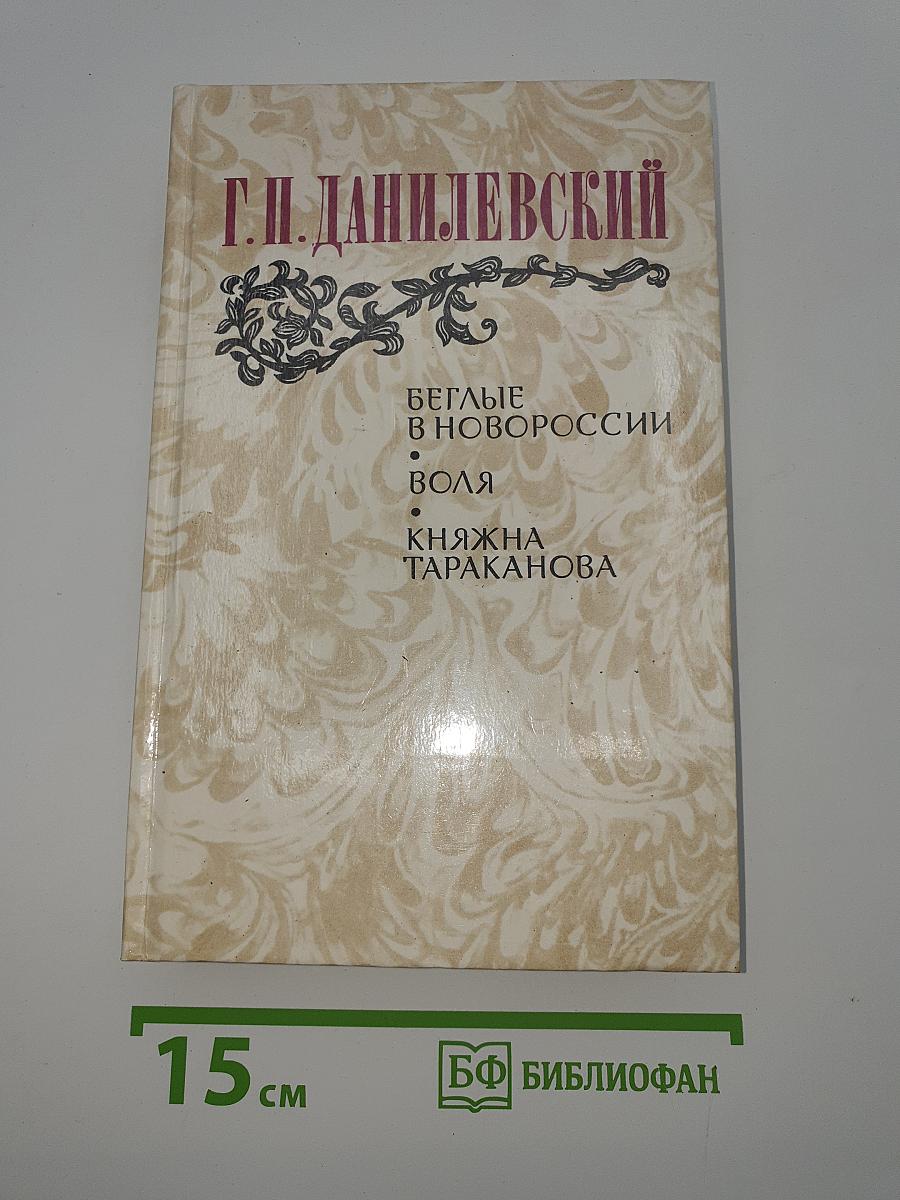 Г. П. ДАНИЛЕВСКИЙ
БЕГЛЫЕ
В НОВОРОССИИ
•
ВОЛЯ
•
КНЯЖНА
ТАРАКАНОВА
15 см
БФ БИБЛИОФАН